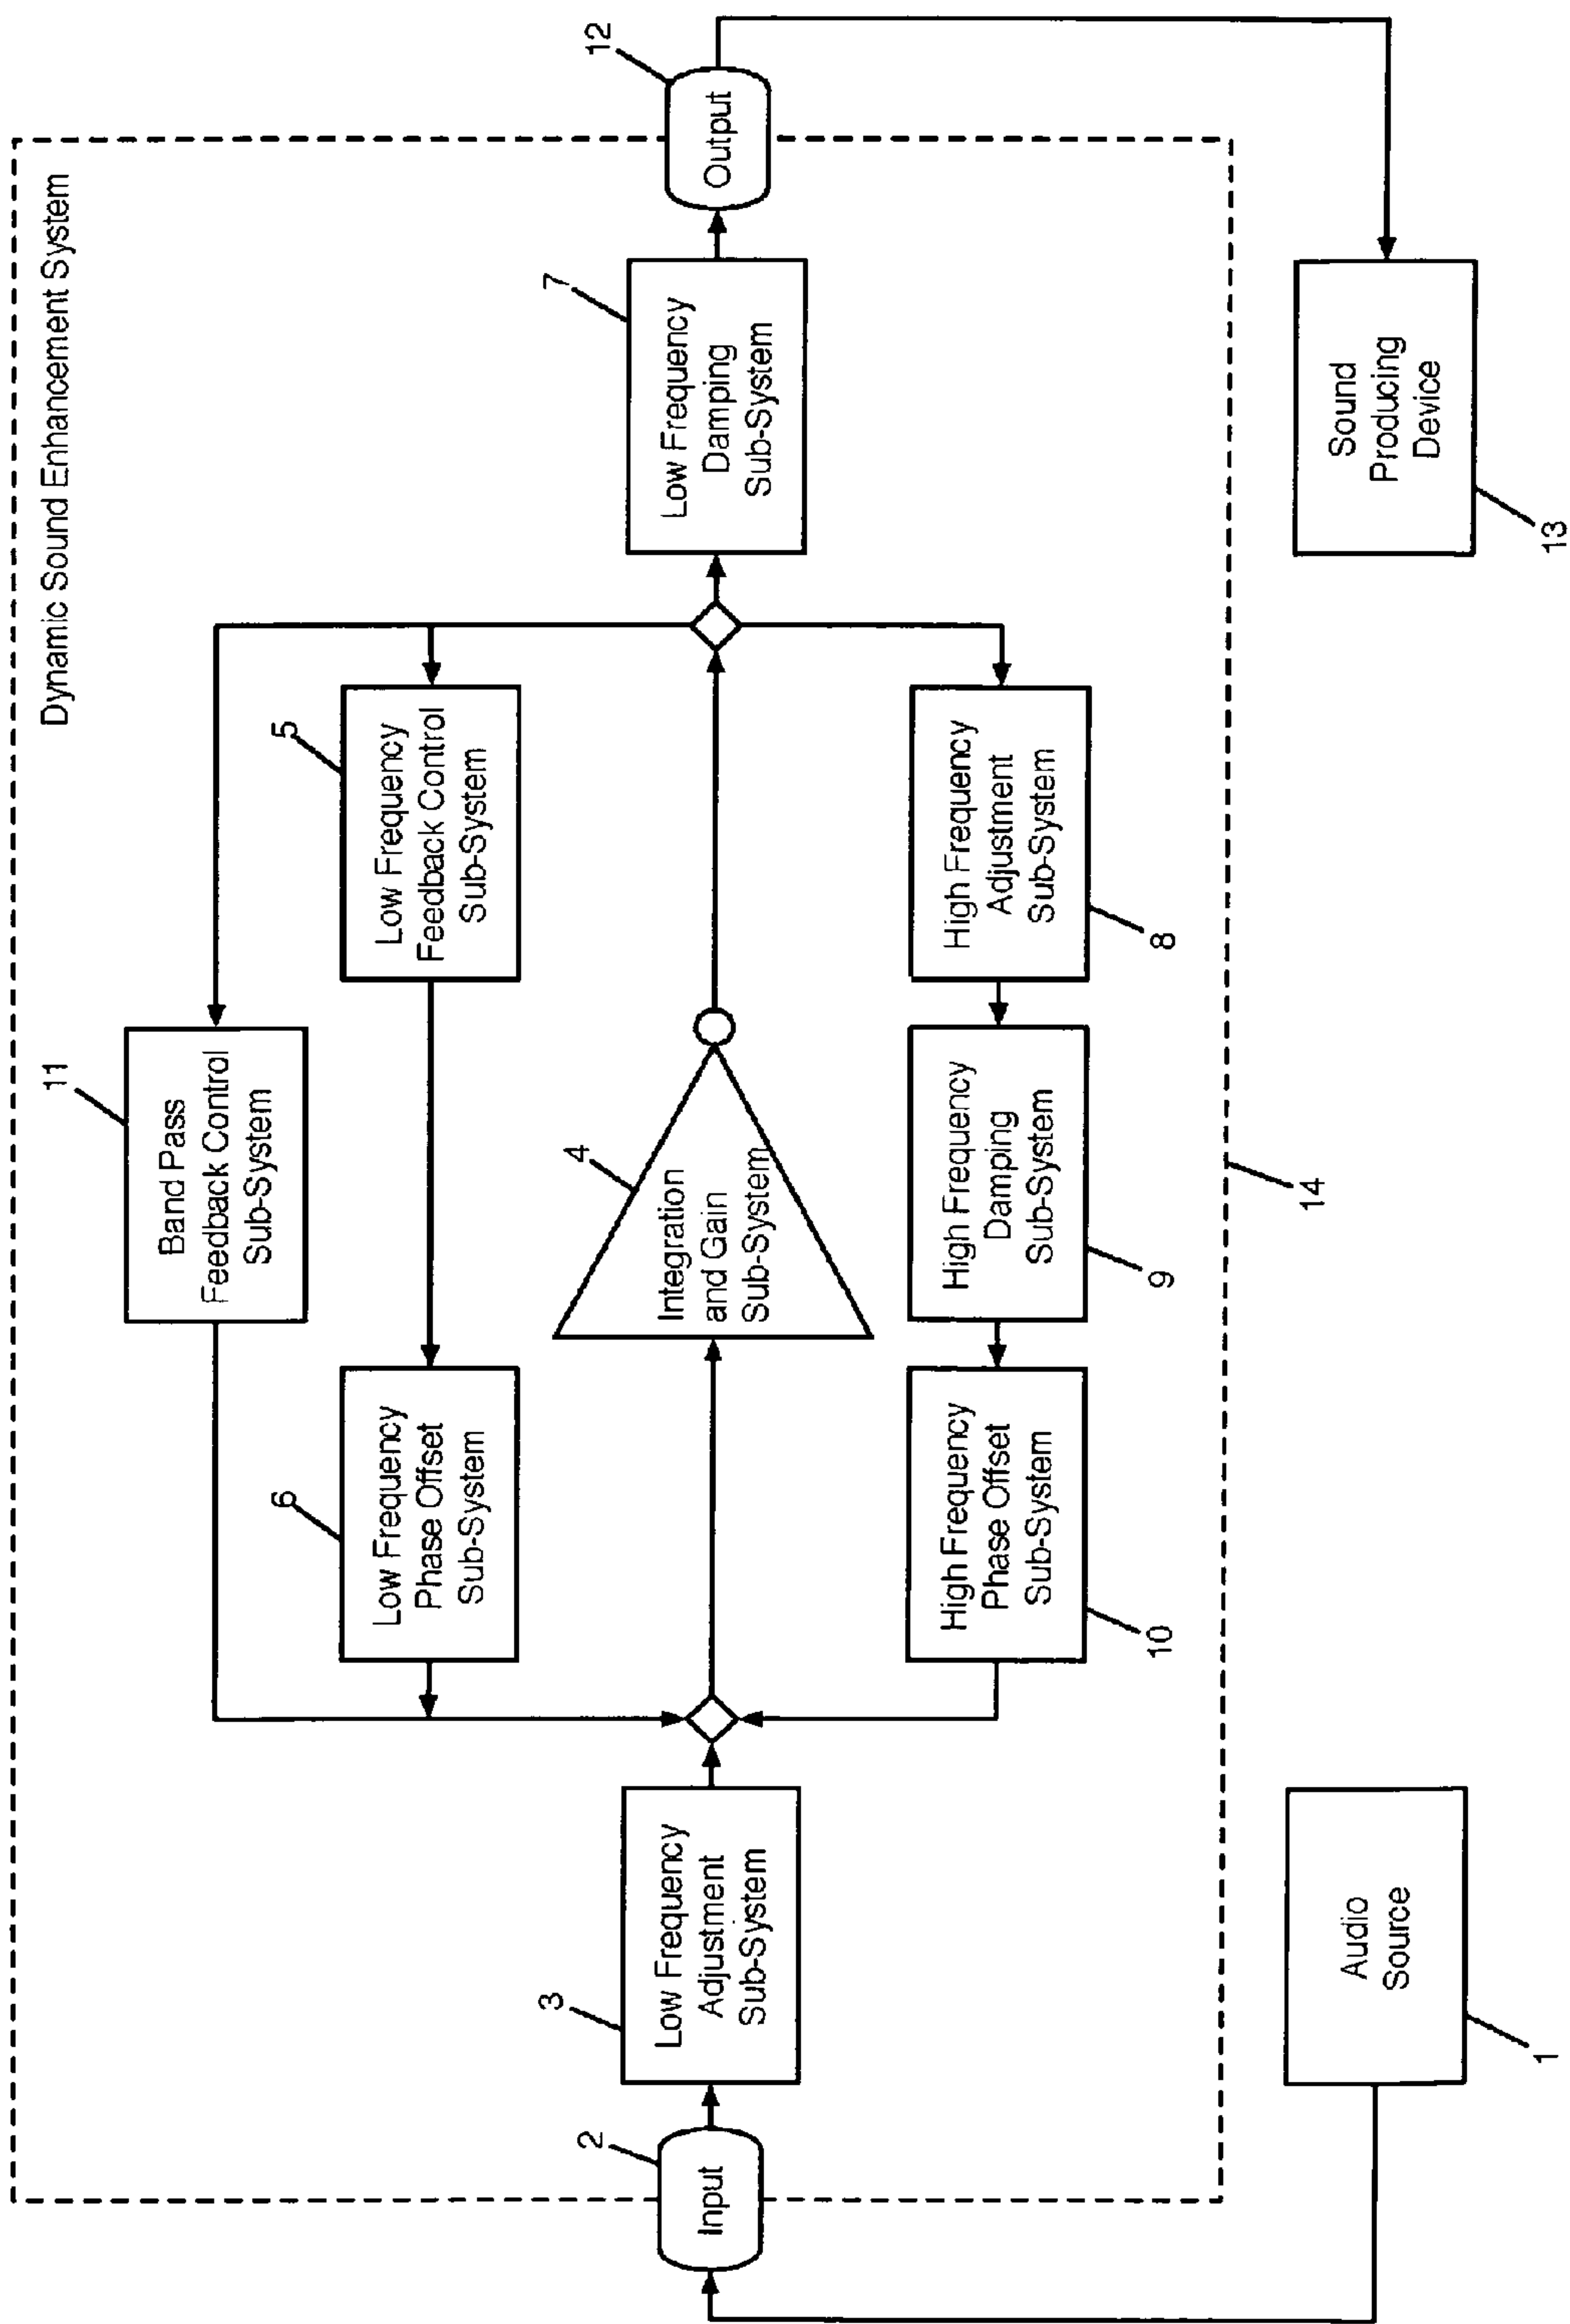 Dynamic Sound Enhancement System
11
Band Pass
Feedback Control
Sub-System
6
Low Frequency
Phase Offset
Sub-System
5
Low Frequency
Feedback Control
Sub-System
2
Input
3
Low Frequency
Adjustment
Sub-System
4
Integration
and Gain
Sub-System
7
Low Frequency
Damping
Sub-System
12
Output
High Frequency
Phase Offset
Sub-System
10
High Frequency
Damping
Sub-System
9
High Frequency
Adjustment
Sub-System
8
14
Audio
Source
1
Sound
Producing
Device
13